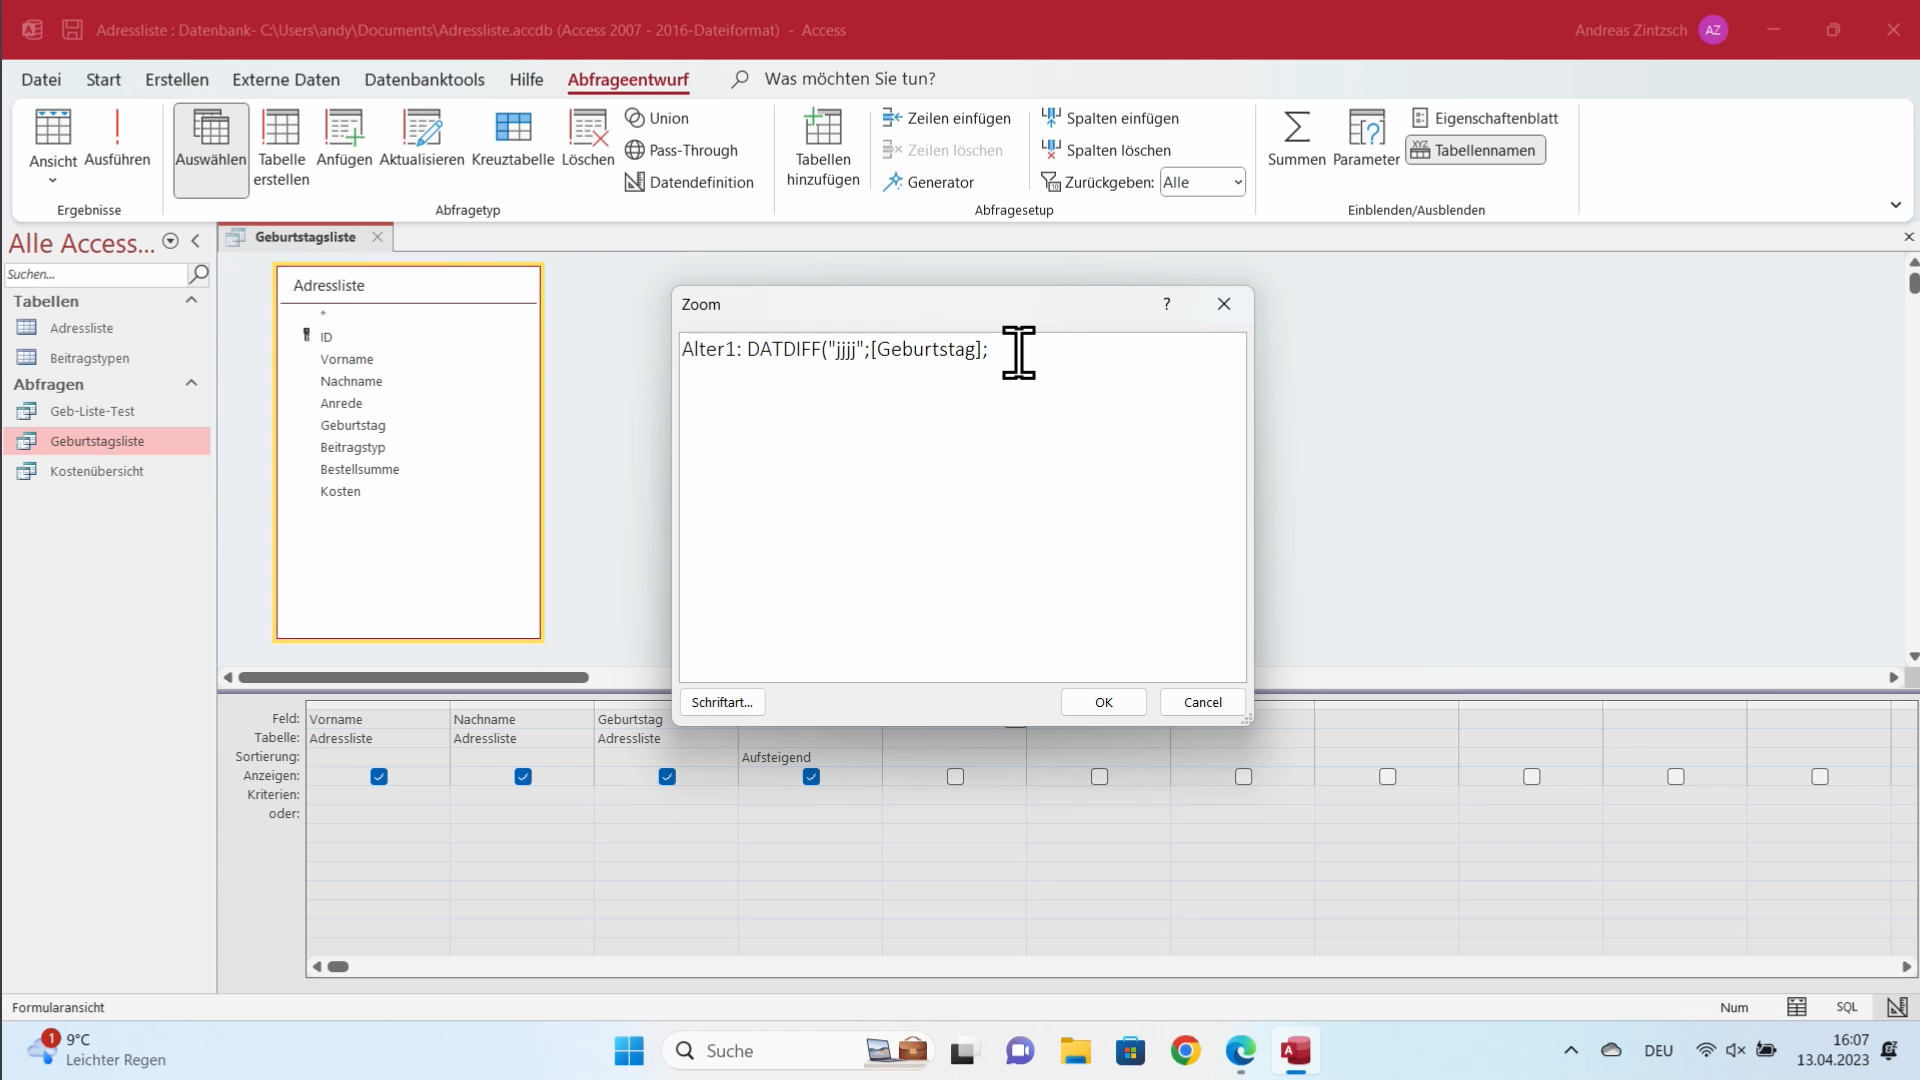 Adressliste : Datenbank- C:\Users\andy\Documents\Adressliste.accdb (Access 2007 - 2016-Dateiformat) - Access
Andreas Zintzsch
AZ
Datei
Start
Erstellen
Externe Daten
Datenbanktools
Hilfe
Abfrageentwurf
Was möchten Sie tun?
Ansicht
Ausführen
Ergebnisse
Auswählen
Tabelle
erstellen
Anfügen
Aktualisieren
Kreuztabelle
Löschen
Union
Pass-Through
Datendefinition
Abfragetyp
Tabellen
hinzufügen
Zeilen einfügen
Zeilen löschen
Generator
Spalten einfügen
Spalten löschen
Zurückgeben: Alle
Abfragesetup
Summen
Parameter
Eigenschaftenblatt
XYZ Tabellennamen
Einblenden/Ausblenden
Alle Access...
Suchen...
Tabellen
Adressliste
Beitragstypen
Abfragen
Geb-Liste-Test
Geburtstagsliste
Kostenübersicht
Geburtstagsliste
Adressliste
*
ID
Vorname
Nachname
Anrede
Geburtstag
Beitragstyp
Bestellsumme
Kosten
Zoom
?
Alter1: DATDIFF("jjjj";[Geburtstag];
Schriftart...
OK
Cancel
Feld: Vorname Nachname Geburtstag
Tabelle: Adressliste Adressliste Adressliste
Sortierung: Aufsteigend
Anzeigen:
Kriterien:
oder:
Formularansicht
Num
SQL
1
9°C
Leichter Regen
Suche
DEU
16:07
13.04.2023